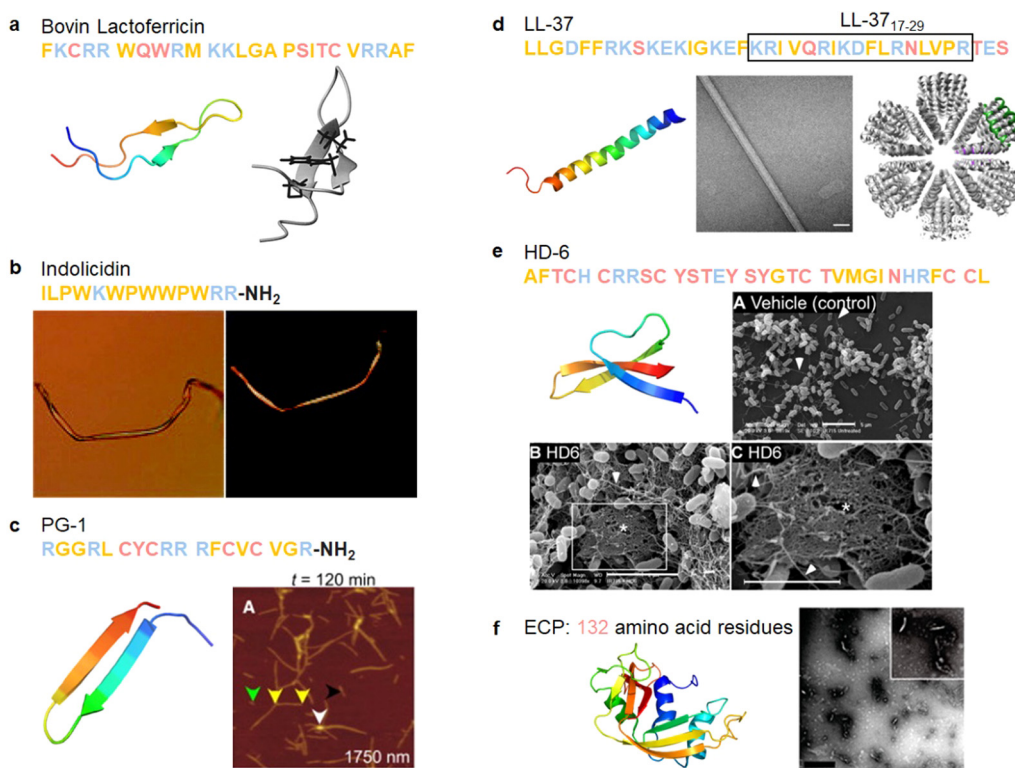 a Bovin Lactoferricin
FKCRR WQWRM KKLGA PSITC VRRAF
b Indolicidin
ILPWKWPWWPWRR-NH2
c PG-1
RGGRL CYCRR RFCVC VGR-NH2
t = 120 min
A
1750 nm
d LL-37
LL-3717-29
LLGDFFRKSKEKIGKEFKRIVQRIKDFLRNLVPRTES
e HD-6
AFTCH CRRSC YSTEY SYGTC TVMGI NHRFC CL
A Vehicle (control)
B HD6
*
C HD6
*
f ECP: 132 amino acid residues